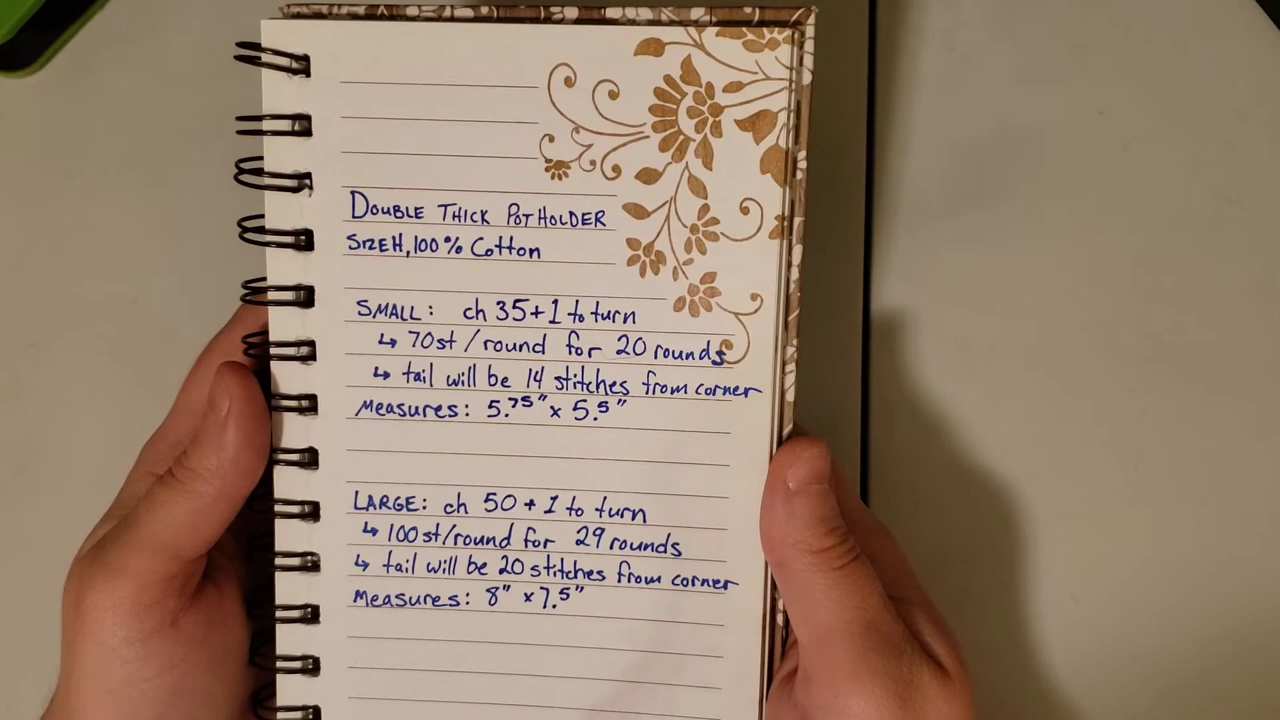 DOUBLE THICK POT HOLDER
SIZE H, 100% Cotton
SMALL: ch 35+1 to turn
↳ 70st/round for 20 rounds
↳ tail will be 14 stitches from corner
Measures: 5.75" x 5.5"
LARGE: ch 50+1 to turn
↳ 100st/round for 29 rounds
↳ tail will be 20 stitches from corner
Measures: 8" x 7.5"